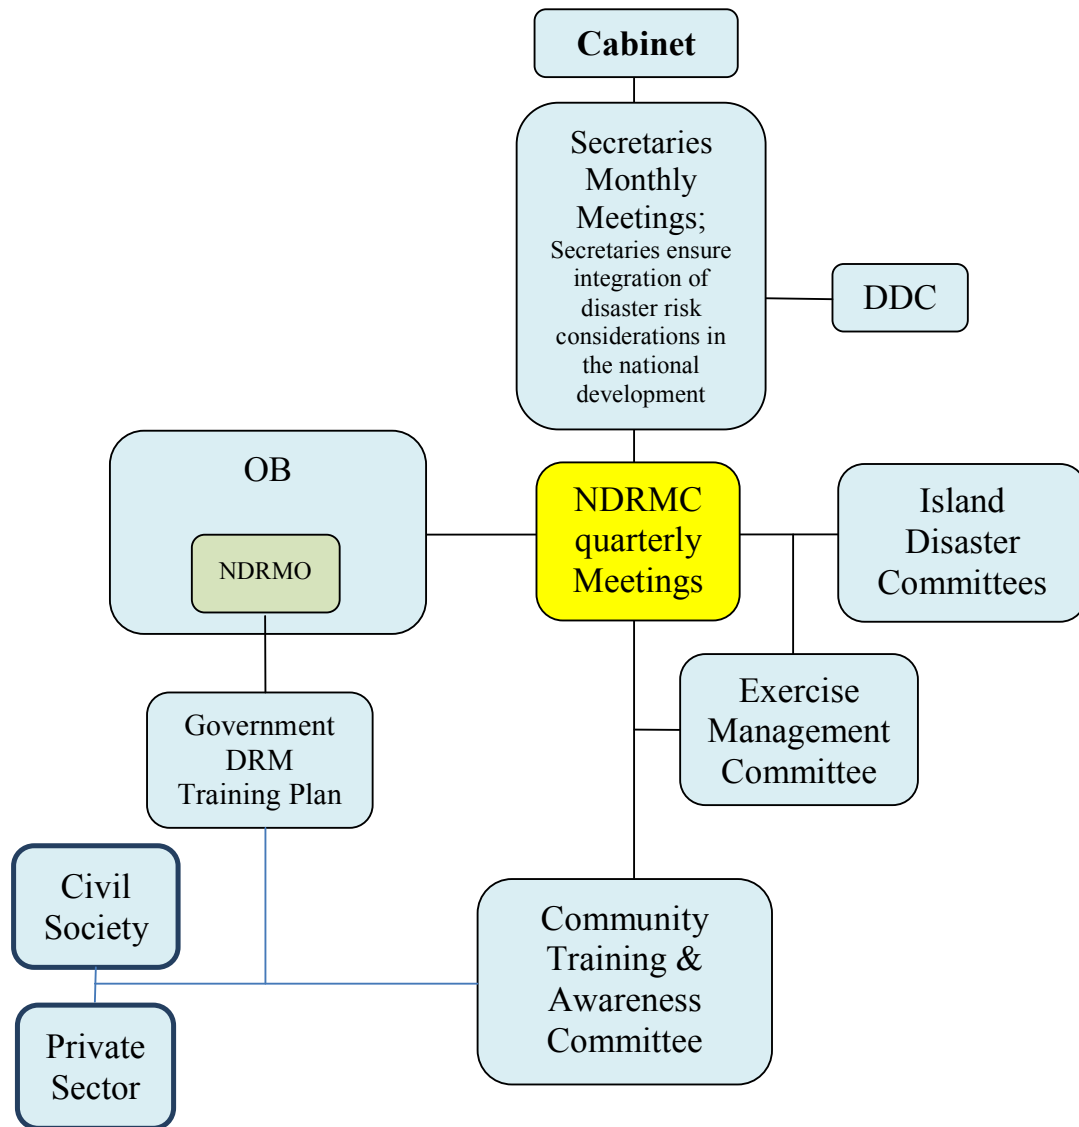 Cabinet
Secretaries
Monthly
Meetings;
Secretaries ensure
integration of
disaster risk
considerations in
the national
development
DDC
OB
NDRMO
NDRMC
quarterly
Meetings
Island
Disaster
Committees
Exercise
Management
Committee
Government
DRM
Training Plan
Civil
Society
Private
Sector
Community
Training &
Awareness
Committee